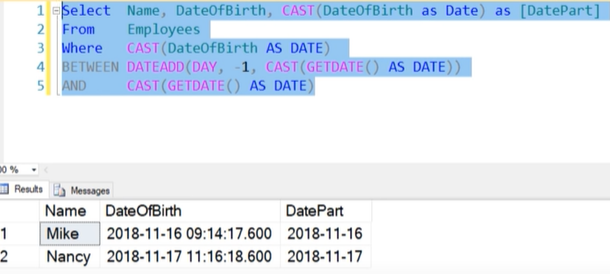 1 Select Name, DateOfBirth, CAST(DateOfBirth as Date) as [DatePart]
2 From Employees
3 Where CAST(DateOfBirth AS DATE)
4 BETWEEN DATEADD(DAY, -1, CAST(GETDATE() AS DATE))
5 AND CAST(GETDATE() AS DATE)
00 %
Results Messages
Name DateOfBirth DatePart
1 Mike 2018-11-16 09:14:17.600 2018-11-16
2 Nancy 2018-11-17 11:16:18.600 2018-11-17